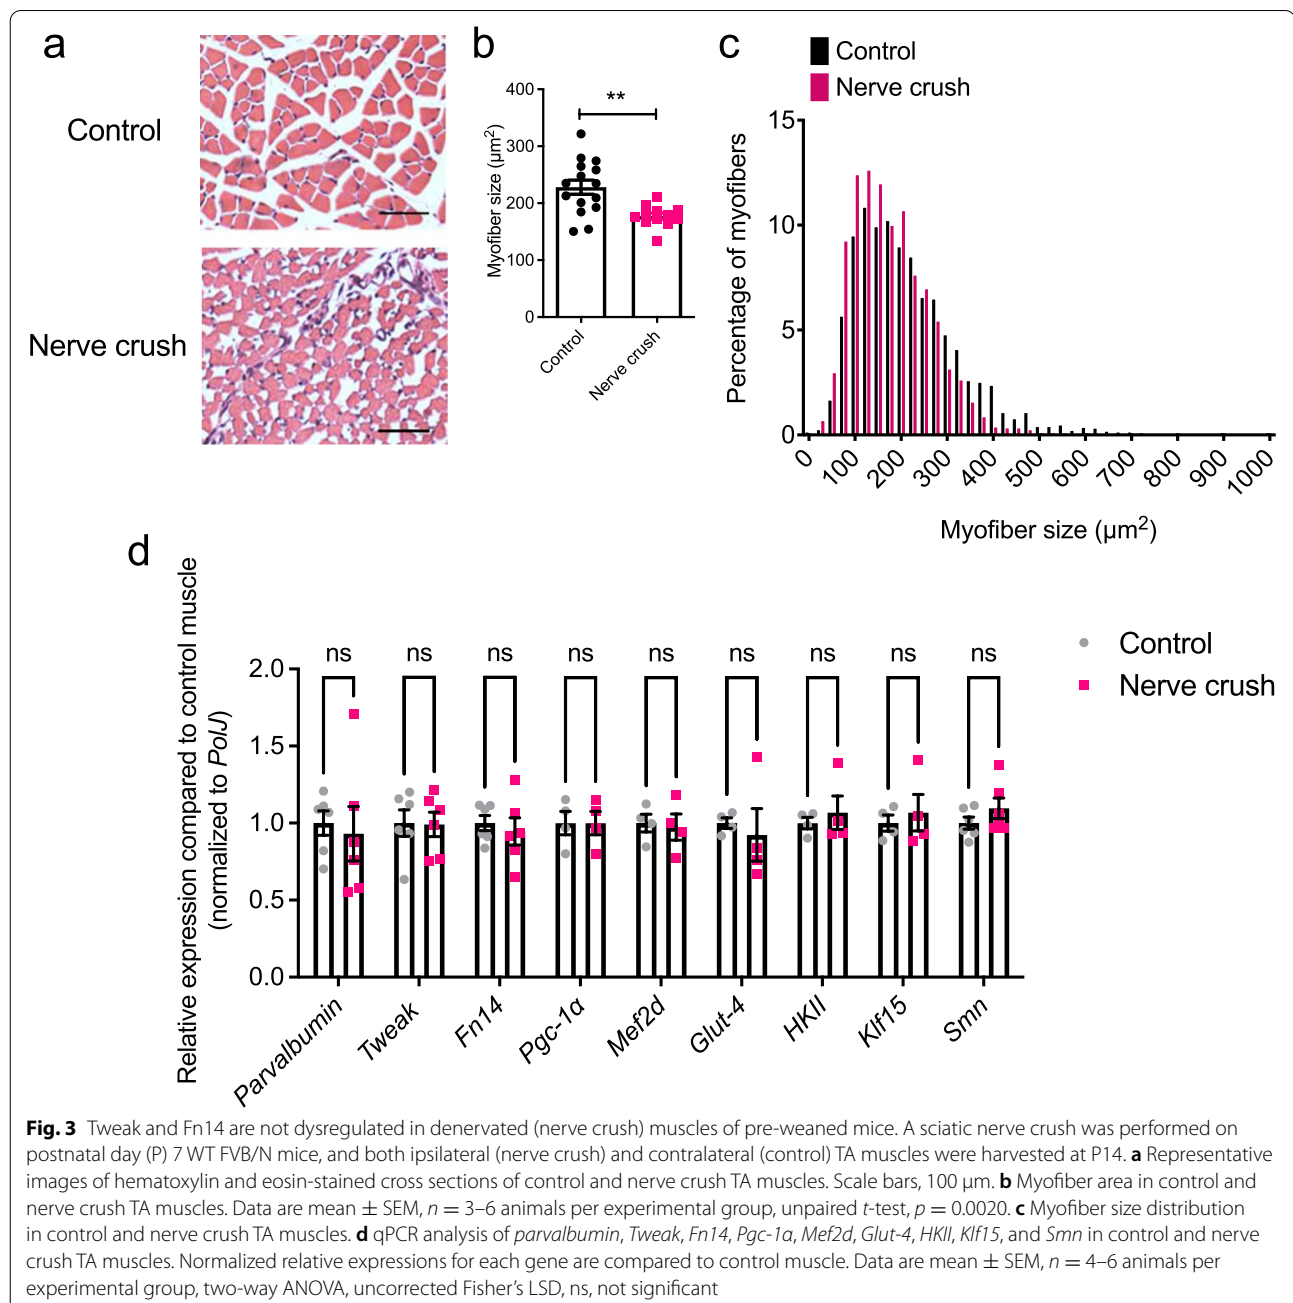 a
Control
Nerve crush
b
**
Myofiber size (µm²)
400
300
200
100
0
Control
Nerve crush
c
Control
Nerve crush
Percentage of myofibers
15
10
5
0
0
100
200
300
400
500
600
700
800
900
1000
Myofiber size (µm²)
d
Relative expression compared to control muscle
(normalized to PolJ)
2.0
1.5
1.0
0.5
0.0
ns
ns
ns
ns
ns
ns
ns
ns
ns
Control
Nerve crush
Parvalbumin
Tweak
Fn14
Pgc-1α
Mef2d
Glut-4
HKII
Klf15
Smn
Fig. 3 Tweak and Fn14 are not dysregulated in denervated (nerve crush) muscles of pre-weaned mice. A sciatic nerve crush was performed on
postnatal day (P) 7 WT FVB/N mice, and both ipsilateral (nerve crush) and contralateral (control) TA muscles were harvested at P14. a Representative
images of hematoxylin and eosin-stained cross sections of control and nerve crush TA muscles. Scale bars, 100 µm. b Myofiber area in control and
nerve crush TA muscles. Data are mean ± SEM, n = 3–6 animals per experimental group, unpaired t-test, p = 0.0020. c Myofiber size distribution
in control and nerve crush TA muscles. d qPCR analysis of parvalbumin, Tweak, Fn14, Pgc-1α, Mef2d, Glut-4, HKII, Klf15, and Smn in control and nerve
crush TA muscles. Normalized relative expressions for each gene are compared to control muscle. Data are mean ± SEM, n = 4–6 animals per
experimental group, two-way ANOVA, uncorrected Fisher’s LSD, ns, not significant